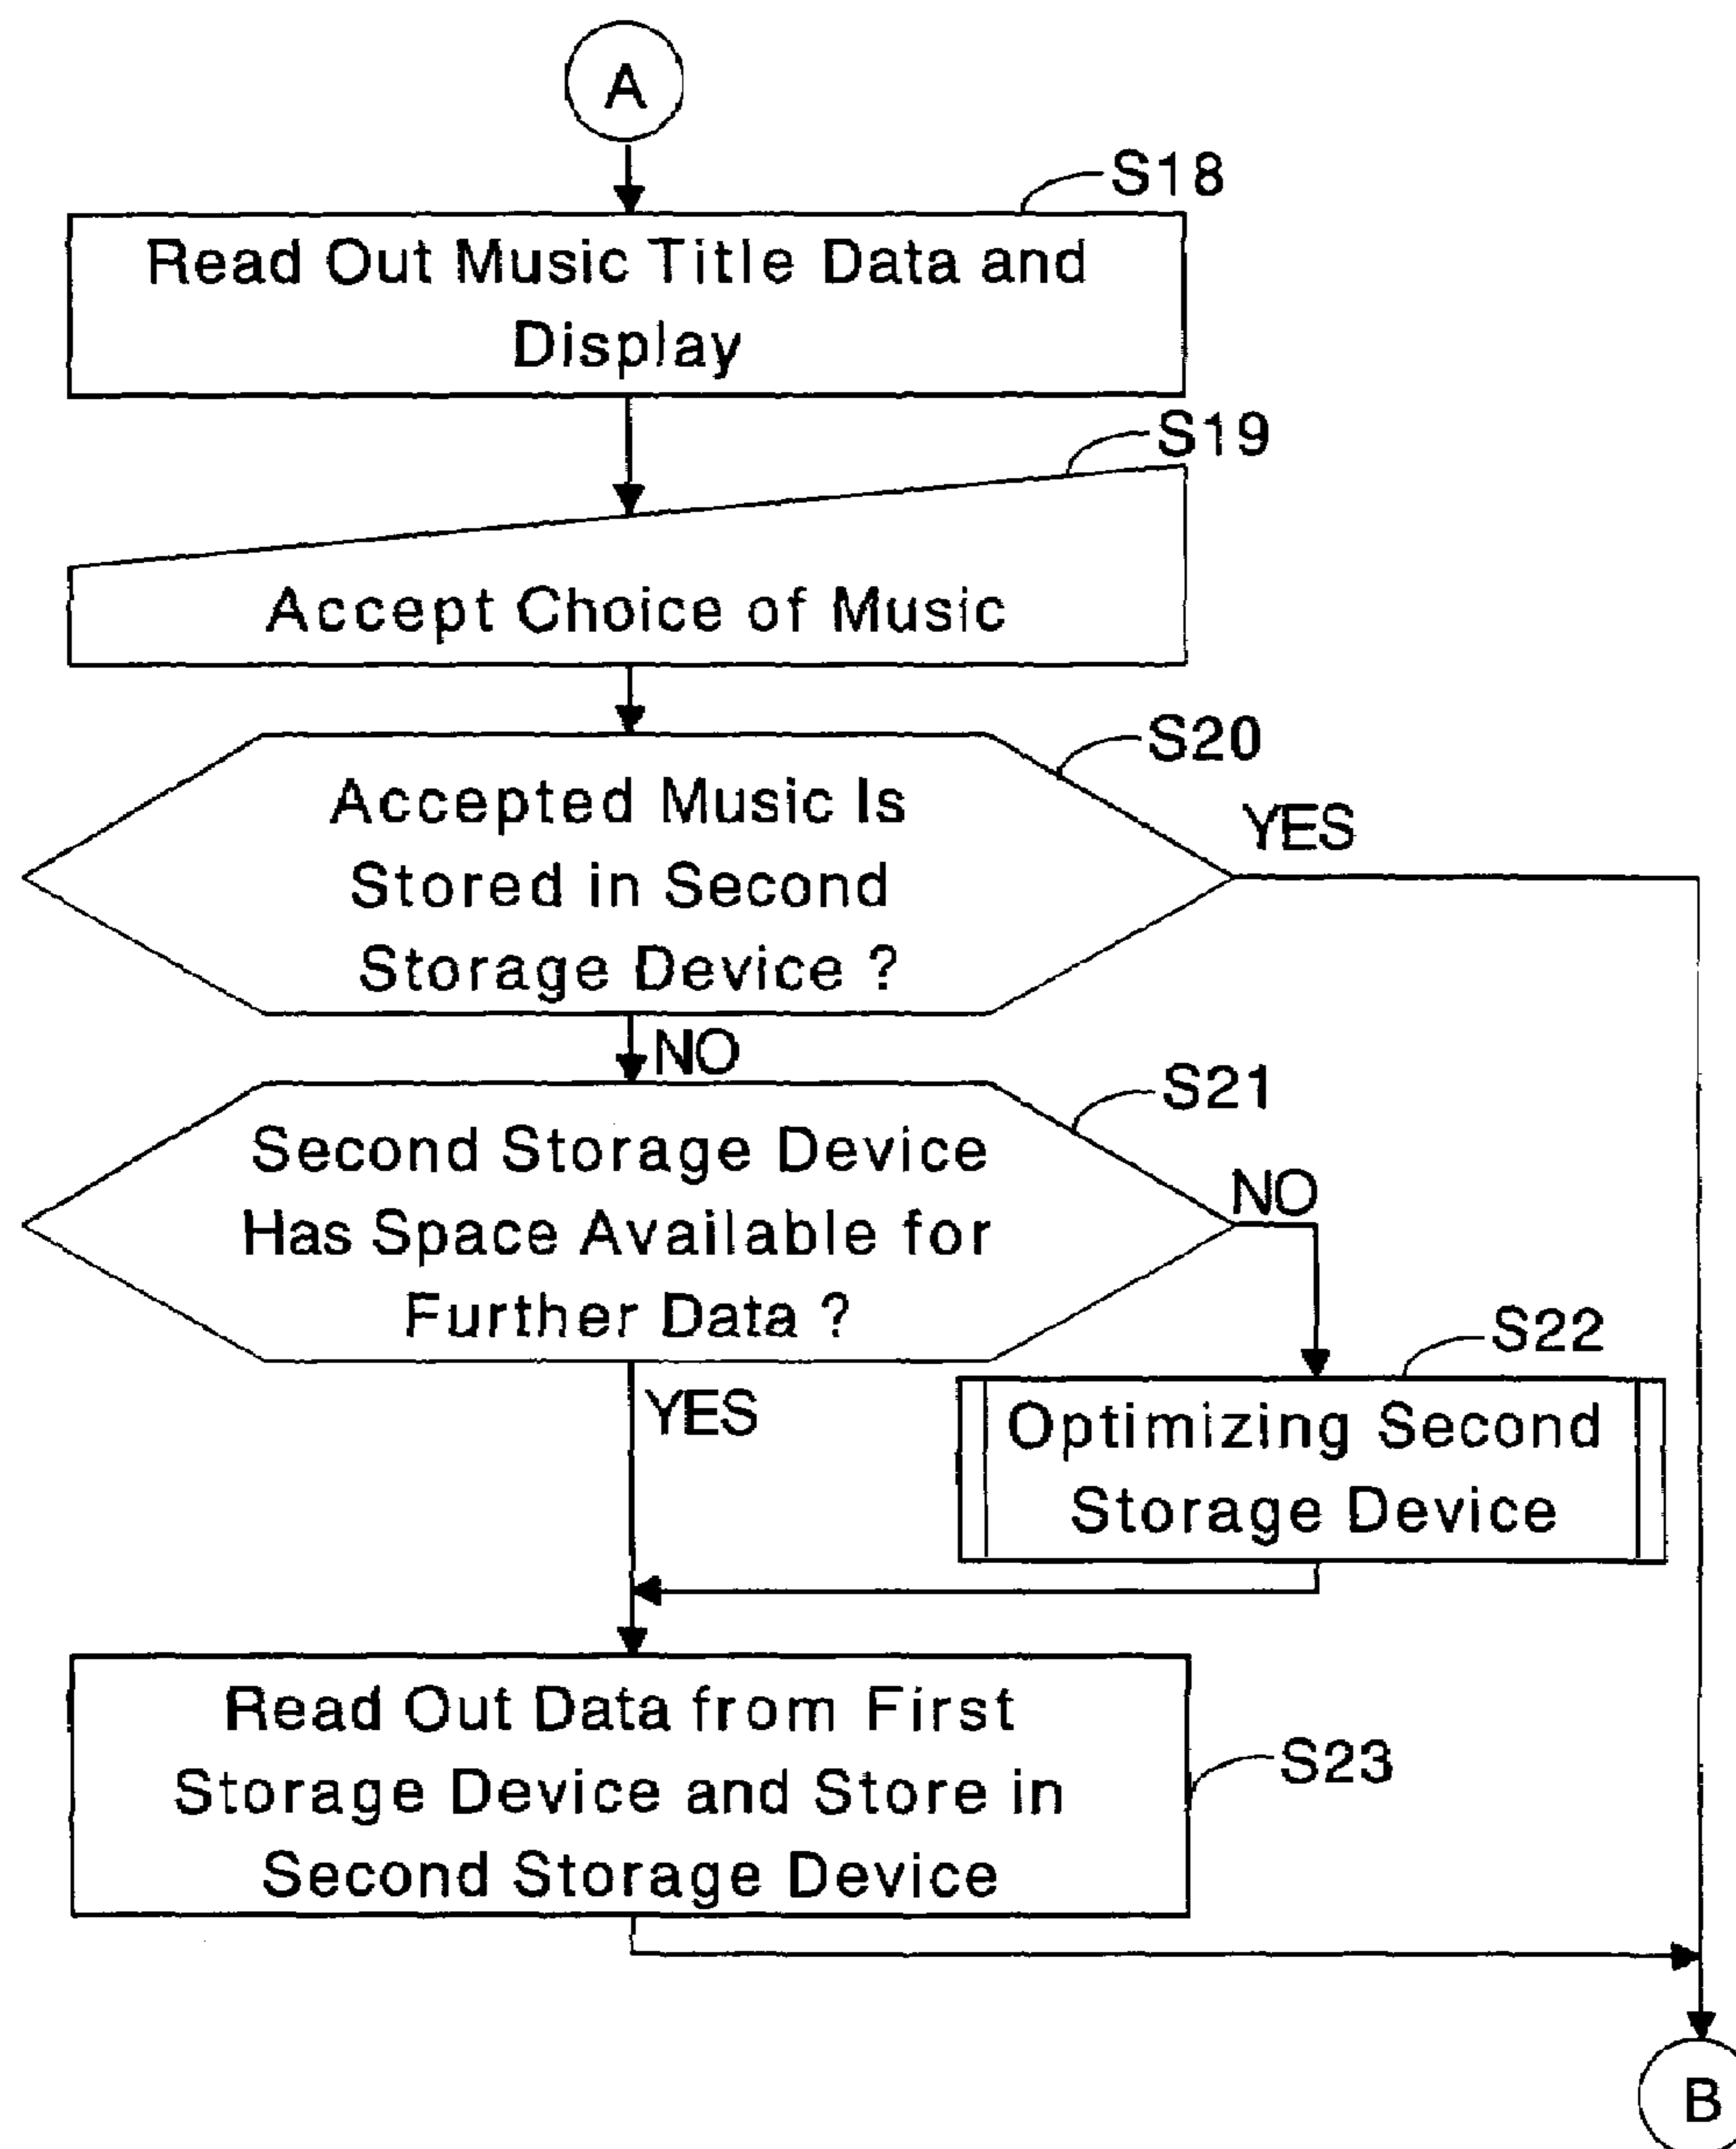 A
S18
Read Out Music Title Data and
Display
S19
Accept Choice of Music
S20
Accepted Music Is
Stored in Second
Storage Device ?
YES
NO
S21
Second Storage Device
Has Space Available for
Further Data ?
NO
YES
S22
Optimizing Second
Storage Device
Read Out Data from First
Storage Device and Store in
Second Storage Device
S23
B